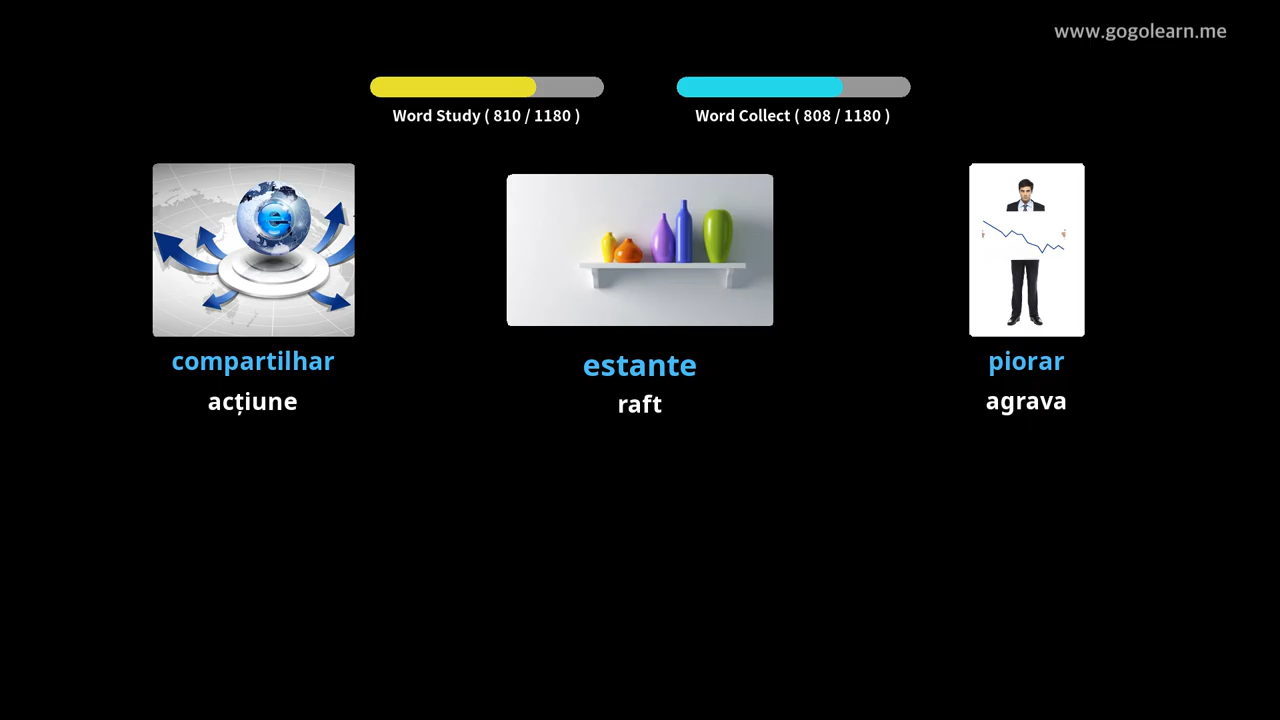 www.gogolearn.me
Word Study ( 810 / 1180 )
Word Collect ( 808 / 1180 )
e
compartilhar
estante
piorar
acțiune
raft
agrava